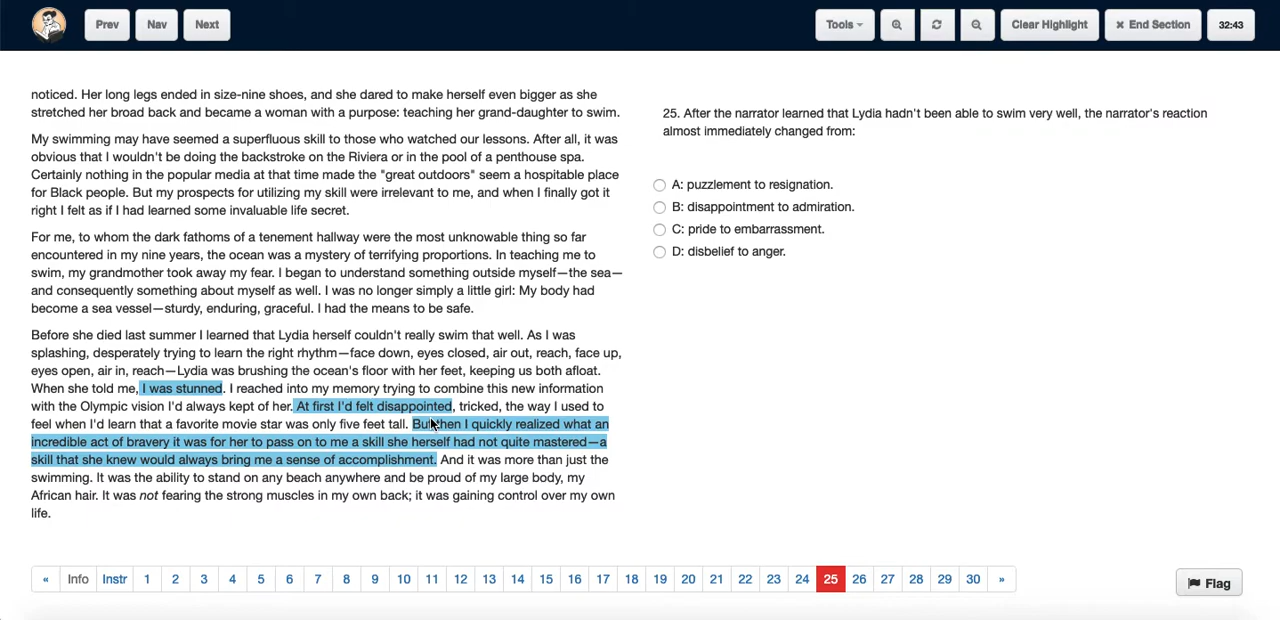 Prev Nav Next Tools Clear Highlight × End Section 32:43
noticed. Her long legs ended in size-nine shoes, and she dared to make herself even bigger as she
stretched her broad back and became a woman with a purpose: teaching her grand-daughter to swim.
My swimming may have seemed a superfluous skill to those who watched our lessons. After all, it was
obvious that I wouldn't be doing the backstroke on the Riviera or in the pool of a penthouse spa.
Certainly nothing in the popular media at that time made the "great outdoors" seem a hospitable place
for Black people. But my prospects for utilizing my skill were irrelevant to me, and when I finally got it
right I felt as if I had learned some invaluable life secret.
For me, to whom the dark fathoms of a tenement hallway were the most unknowable thing so far
encountered in my nine years, the ocean was a mystery of terrifying proportions. In teaching me to
swim, my grandmother took away my fear. I began to understand something outside myself—the sea—
and consequently something about myself as well. I was no longer simply a little girl: My body had
become a sea vessel—sturdy, enduring, graceful. I had the means to be safe.
Before she died last summer I learned that Lydia herself couldn't really swim that well. As I was
splashing, desperately trying to learn the right rhythm—face down, eyes closed, air out, reach, face up,
eyes open, air in, reach—Lydia was brushing the ocean's floor with her feet, keeping us both afloat.
When she told me, I was stunned. I reached into my memory trying to combine this new information
with the Olympic vision I'd always kept of her. At first I'd felt disappointed, tricked, the way I used to
feel when I'd learn that a favorite movie star was only five feet tall. But then I quickly realized what an
incredible act of bravery it was for her to pass on to me a skill she herself had not quite mastered—a
skill that she knew would always bring me a sense of accomplishment. And it was more than just the
swimming. It was the ability to stand on any beach anywhere and be proud of my large body, my
African hair. It was not fearing the strong muscles in my own back; it was gaining control over my own
life.
25. After the narrator learned that Lydia hadn't been able to swim very well, the narrator's reaction
almost immediately changed from:
A: puzzlement to resignation.
B: disappointment to admiration.
C: pride to embarrassment.
D: disbelief to anger.
« Info Instr 1 2 3 4 5 6 7 8 9 10 11 12 13 14 15 16 17 18 19 20 21 22 23 24 25 26 27 28 29 30 » Flag